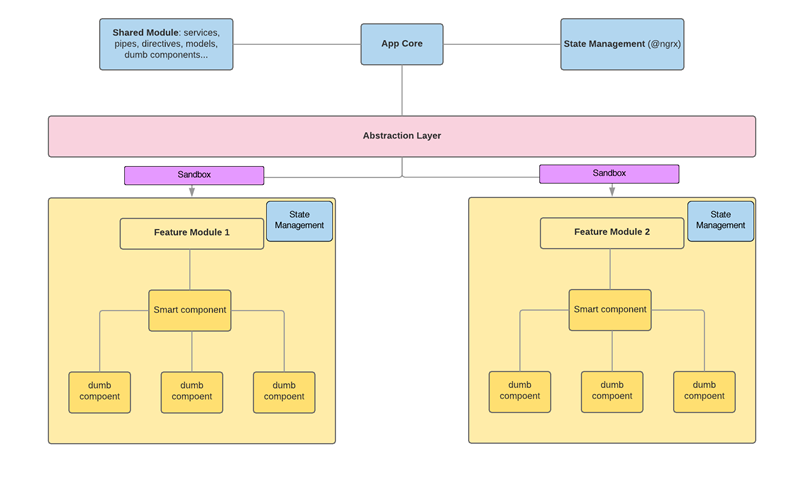 Shared Module: services,
pipes, directives, models,
dumb components...
App Core
State Management (@ngrx)
Abstraction Layer
Sandbox
Sandbox
State
Management
Feature Module 1
State
Management
Feature Module 2
Smart component
Smart component
dumb
compoent
dumb
compoent
dumb
compoent
dumb
compoent
dumb
compoent
dumb
compoent